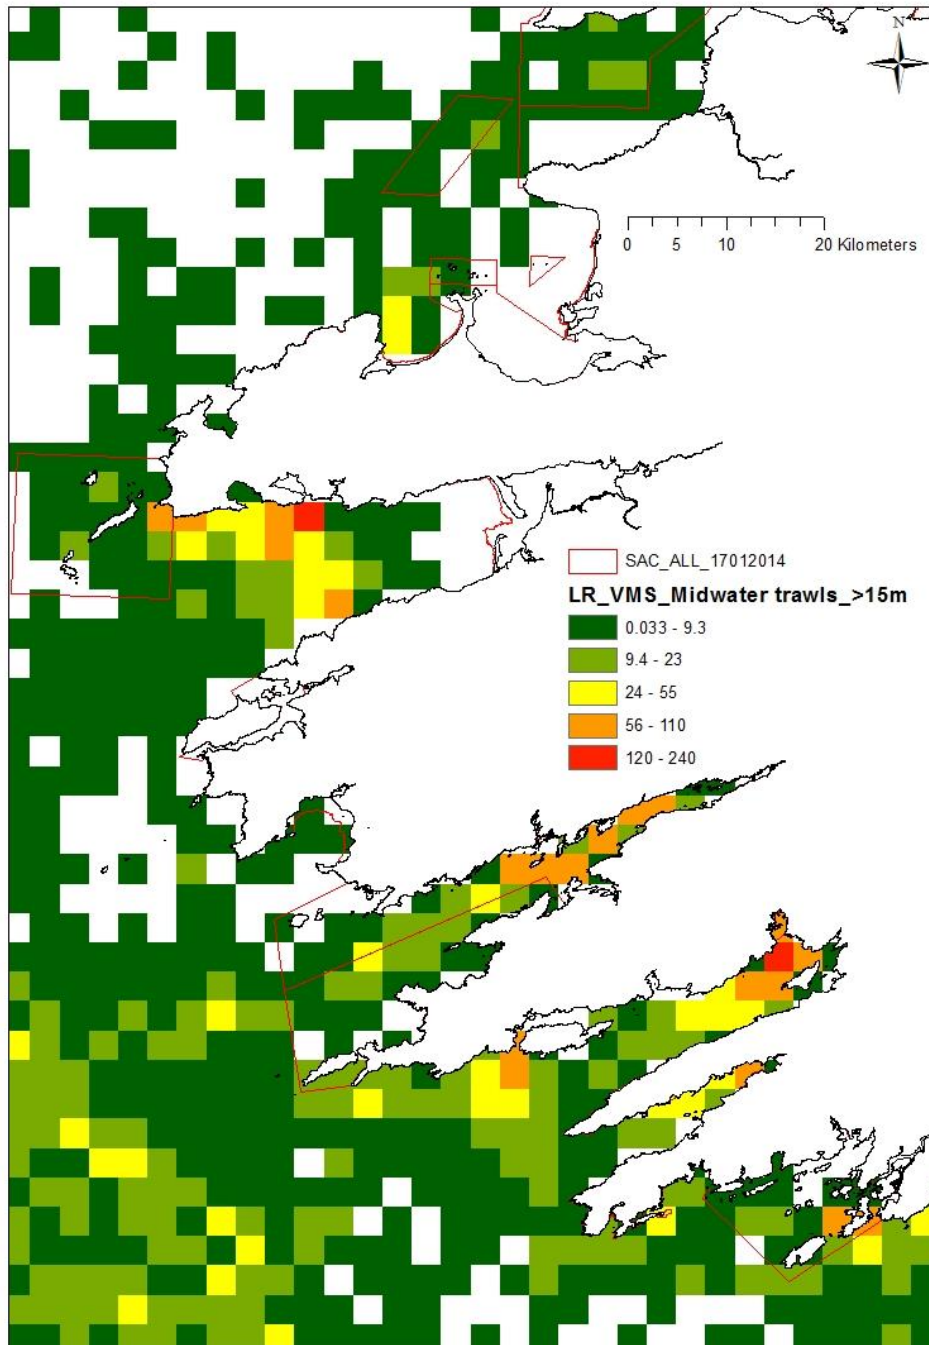 N
0 5 10 20 Kilometers
SAC_ALL_17012014
LR_VMS_Midwater trawls_>15m
0.033 - 9.3
9.4 - 23
24 - 55
56 - 110
120 - 240